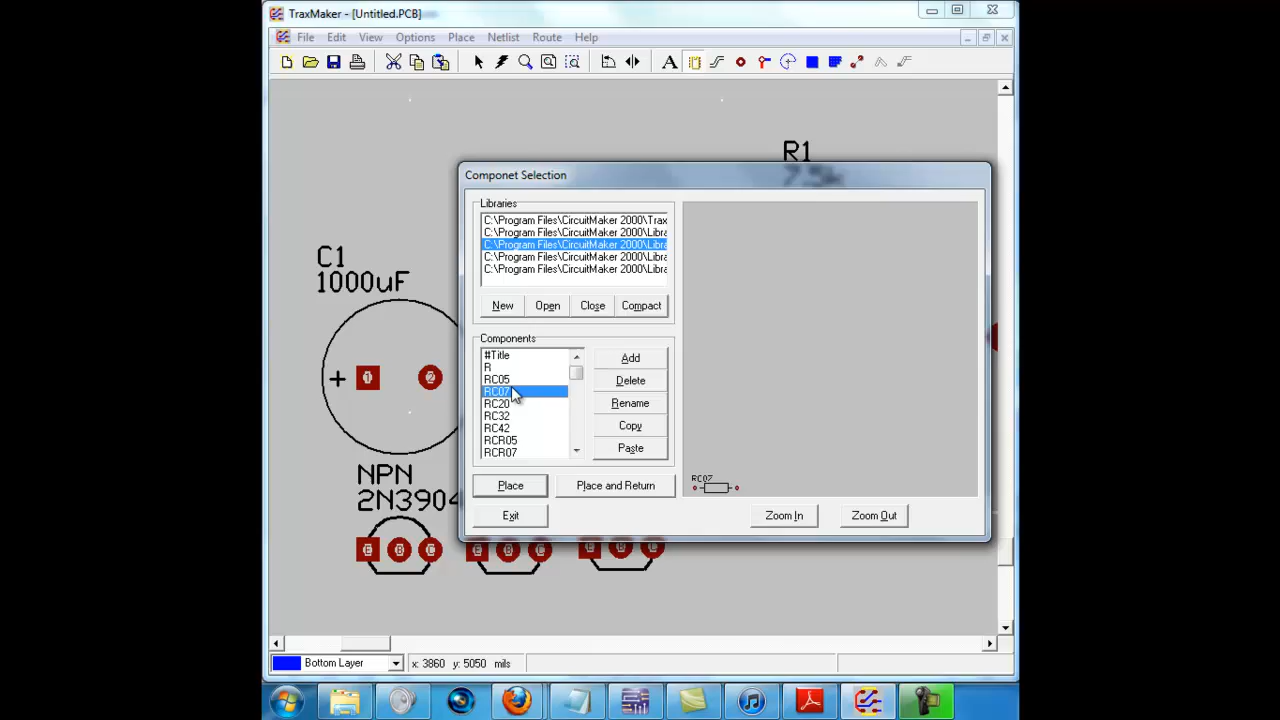 TraxMaker - [Untitled.PCB]
File Edit View Options Place Netlist Route Help
A
R1
7.5k
Componet Selection
Libraries
C:\Program Files\CircuitMaker 2000\Trax
C:\Program Files\CircuitMaker 2000\Libra
C:\Program Files\CircuitMaker 2000\Libra
C:\Program Files\CircuitMaker 2000\Libra
C:\Program Files\CircuitMaker 2000\Libra
New Open Close Compact
Components
#Title
R
RC05
RC07
RC20
RC32
RC42
RCR05
RCR07
Add
Delete
Rename
Copy
Paste
Place Place and Return
Exit
RC07
Zoom In Zoom Out
C1
1000uF
+ 1 2
NPN
2N3904
E B C E B C E B C
Bottom Layer x: 3860 y: 5050 mils